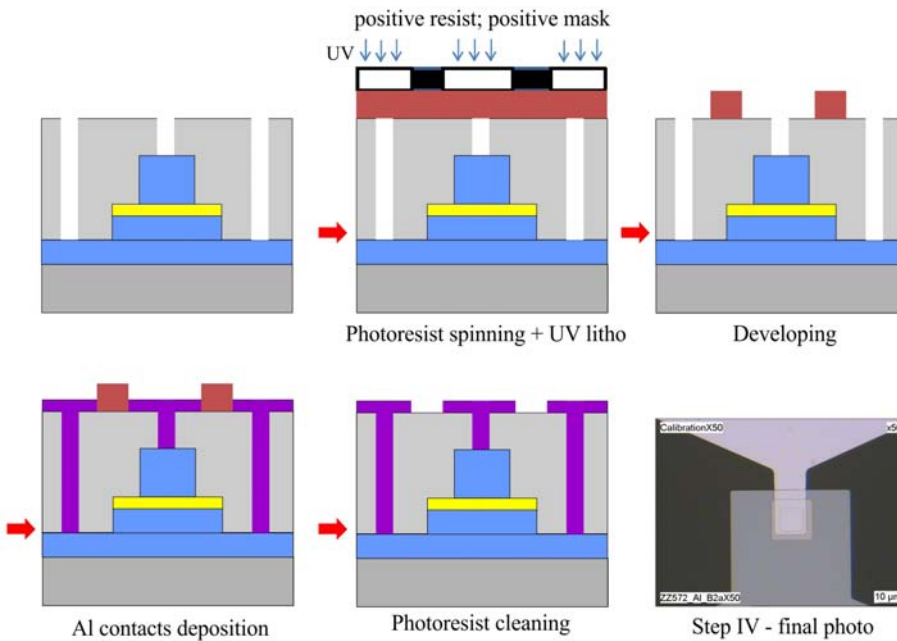 positive resist; positive mask
UV
Photoresist spinning + UV litho
Developing
Al contacts deposition
Photoresist cleaning
CalibrationX50
x50
ZZ572_Al_B2aX50
10 µm
Step IV - final photo